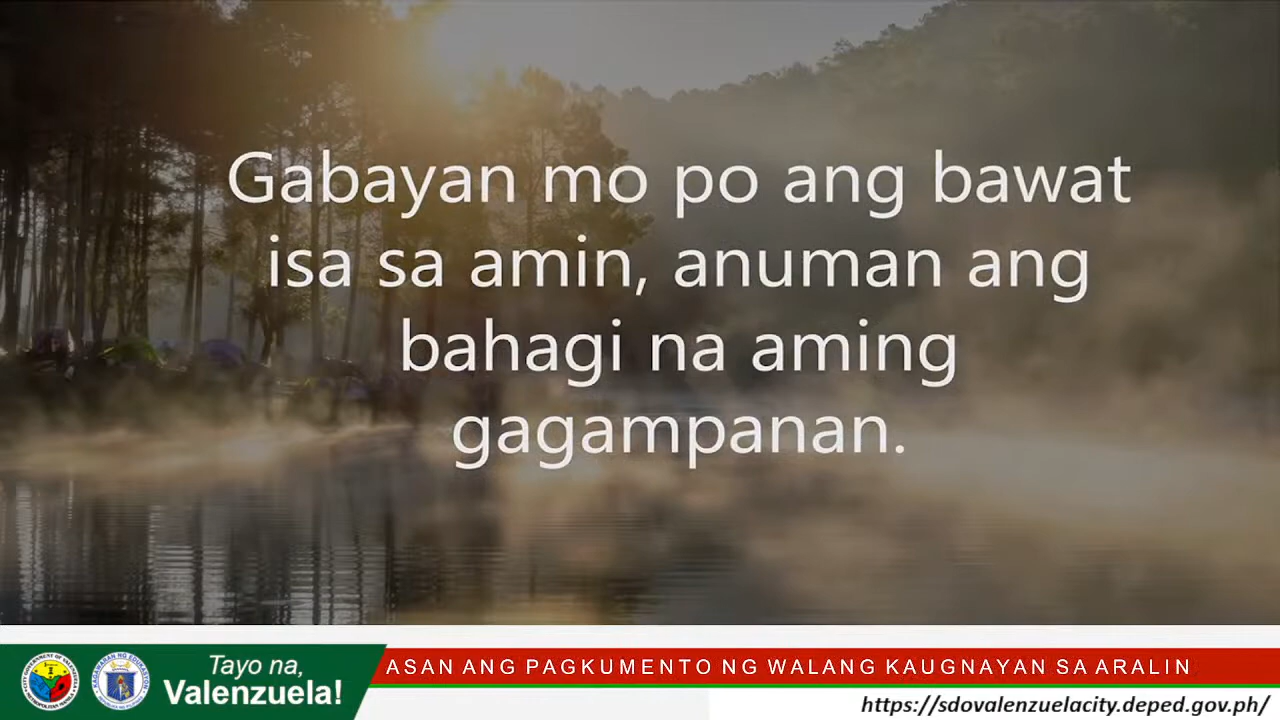 Gabayan mo po ang bawat
isa sa amin, anuman ang
bahagi na aming
gagampanan.
Tayo na,
Valenzuela!
ASAN ANG PAGKUMENTO NG WALANG KAUGNAYAN SA ARALIN
https://sdovalenzuelacity.deped.gov.ph/